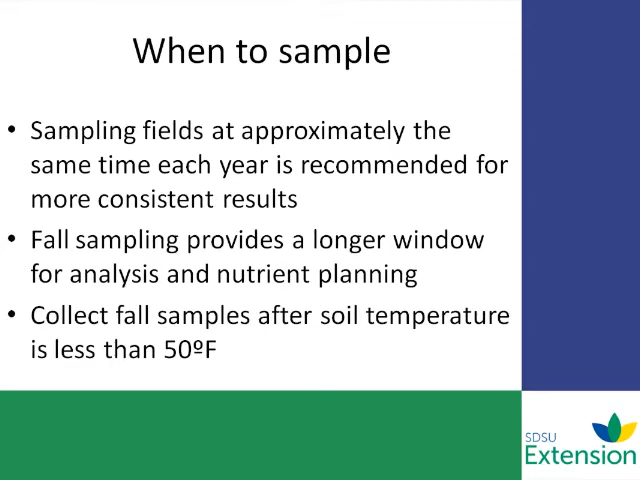 When to sample
• Sampling fields at approximately the
same time each year is recommended for
more consistent results
• Fall sampling provides a longer window
for analysis and nutrient planning
• Collect fall samples after soil temperature
is less than 50ºF
SDSU
Extension